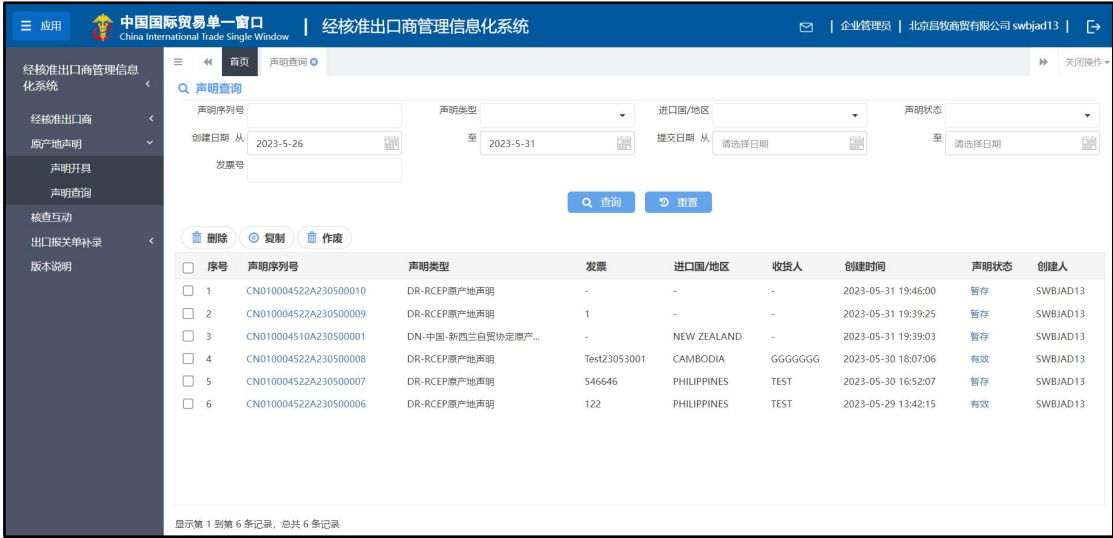 应用 中国国际贸易单一窗口 经核准出口商管理信息化系统 企业管理员 北京昌牧商贸有限公司 swbjad13
China International Trade Single Window
经核准出口商管理信息化系统
经核准出口商
原产地声明
声明开具
声明查询
核查互动
出口报关单补录
版本说明
首页 声明查询 关闭操作
声明查询
声明序列号 声明类型 进口国/地区 声明状态
创建日期 从 2023-5-26 至 2023-5-31 提交日期 从 请选择日期 至 请选择日期
发票号
查询 重置
删除 复制 作废
序号 声明序列号 声明类型 发票 进口国/地区 收货人 创建时间 声明状态 创建人
1 CN010004522A230500010 DR-RCEP原产地声明 - - - 2023-05-31 19:46:00 暂存 SWBJAD13
2 CN010004522A230500009 DR-RCEP原产地声明 1 - - 2023-05-31 19:39:25 暂存 SWBJAD13
3 CN010004510A230500001 DN-中国-新西兰自贸协定原产... - NEW ZEALAND - 2023-05-31 19:39:03 暂存 SWBJAD13
4 CN010004522A230500008 DR-RCEP原产地声明 Test23053001 CAMBODIA GGGGGGG 2023-05-30 18:07:06 有效 SWBJAD13
5 CN010004522A230500007 DR-RCEP原产地声明 546646 PHILIPPINES TEST 2023-05-30 16:52:07 暂存 SWBJAD13
6 CN010004522A230500006 DR-RCEP原产地声明 122 PHILIPPINES TEST 2023-05-29 13:42:15 有效 SWBJAD13
显示第 1 到第 6 条记录，总共 6 条记录